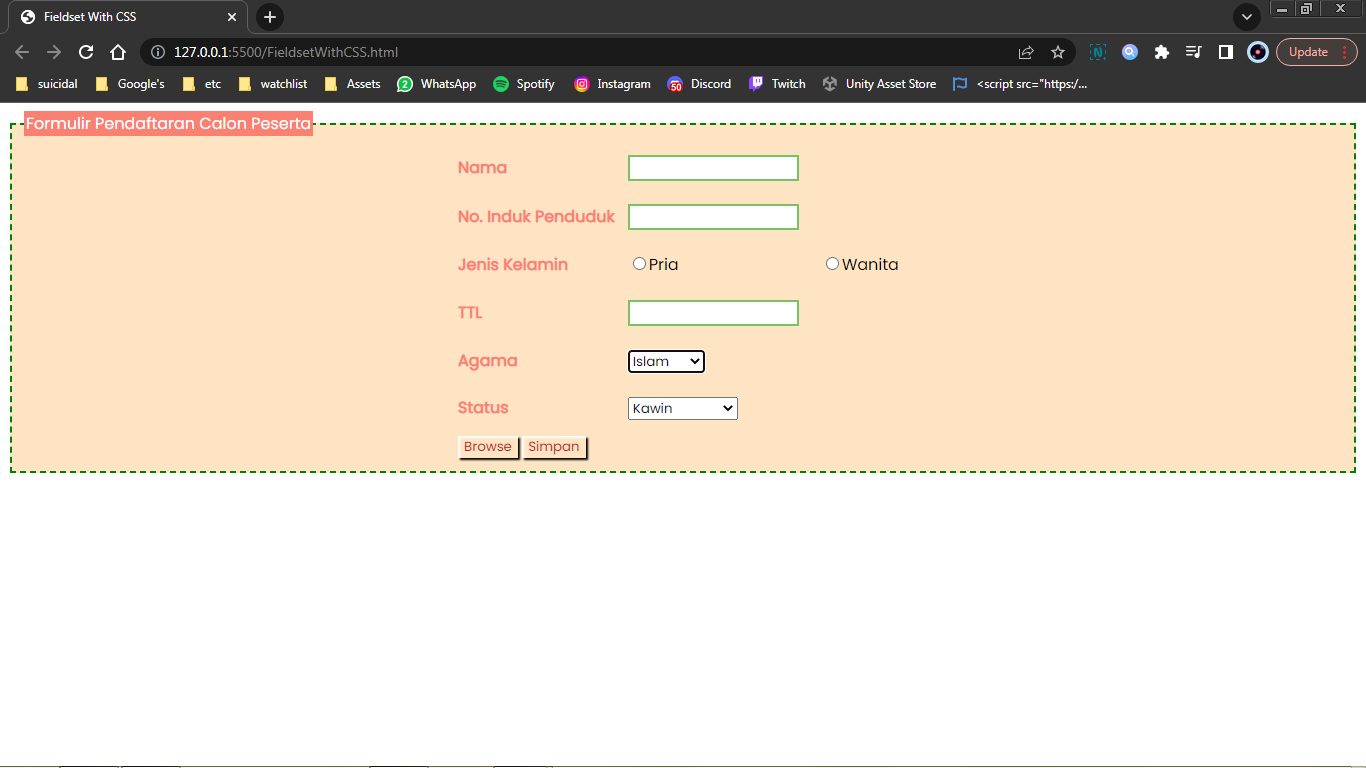 Fieldset With CSS
127.0.0.1:5500/FieldsetWithCSS.html Update
suicidal Google's etc watchlist Assets 2 WhatsApp Spotify Instagram 50 Discord Twitch Unity Asset Store <script src="https:/...
Formulir Pendaftaran Calon Peserta
Nama
No. Induk Penduduk
Jenis Kelamin Pria Wanita
TTL
Agama Islam
Status Kawin
Browse Simpan